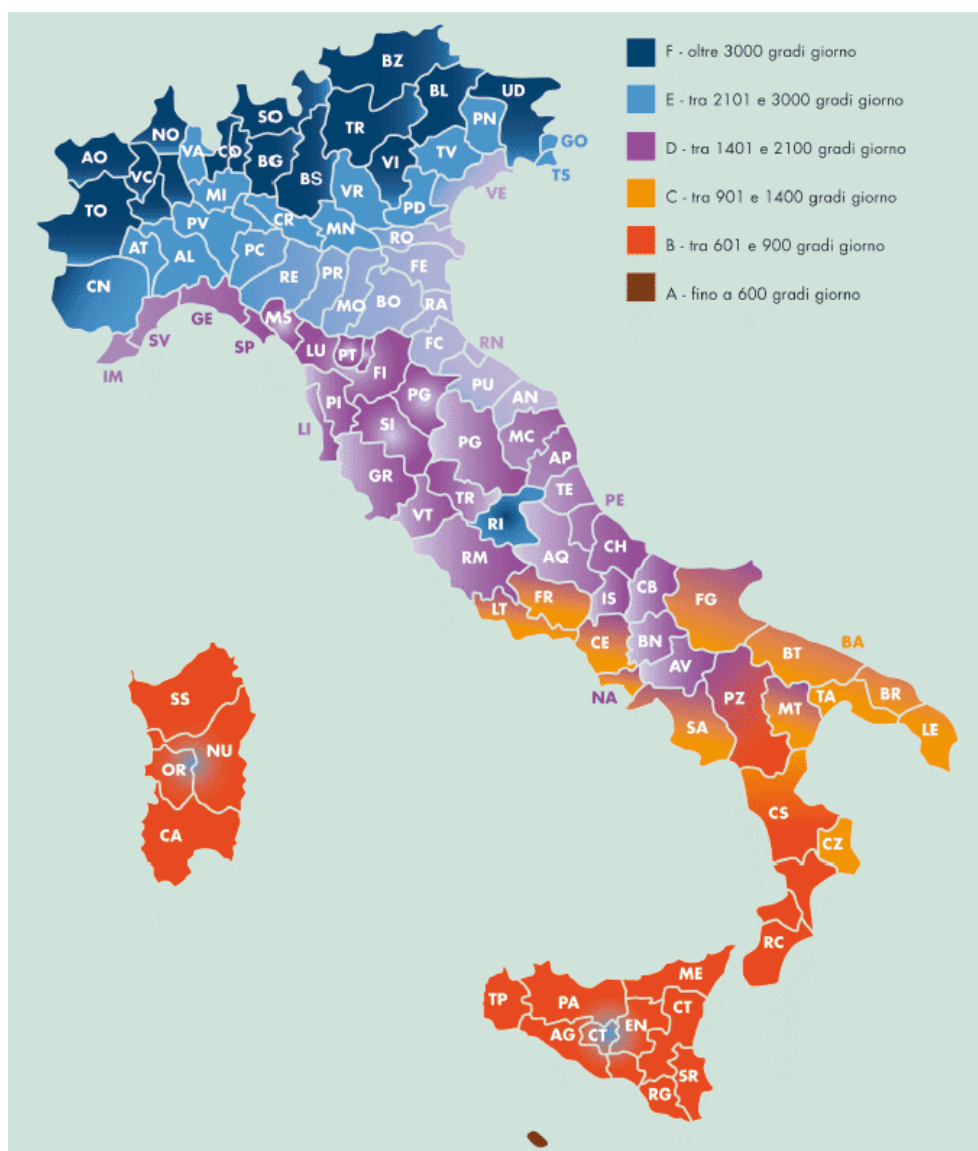 BZ
F - oltre 3000 gradi giorno
BL
UD
E - tra 2101 e 3000 gradi giorno
SO
PN
NO
TR
GO
VA
CO
TV
D - tra 1401 e 2100 gradi giorno
AO
BG
VI
TS
VC
BS
VE
MI
VR
C - tra 901 e 1400 gradi giorno
TO
PD
PV
CR
MN
RO
AT
PC
B - tra 601 e 900 gradi giorno
AL
FE
RE
PR
CN
BO
A - fino a 600 gradi giorno
MO
RA
GE
MS
SV
SP
LU
PT
FC
RN
IM
FI
PU
PG
AN
PI
LI
SI
MC
PG
AP
GR
TE
TR
PE
VT
RI
CH
RM
AQ
CB
FR
IS
FG
LT
CE
BN
BA
BT
AV
NA
PZ
TA
BR
SS
MT
SA
LE
NU
OR
CS
CA
CZ
RC
ME
TP
PA
CT
EN
AG
CT
SR
RG